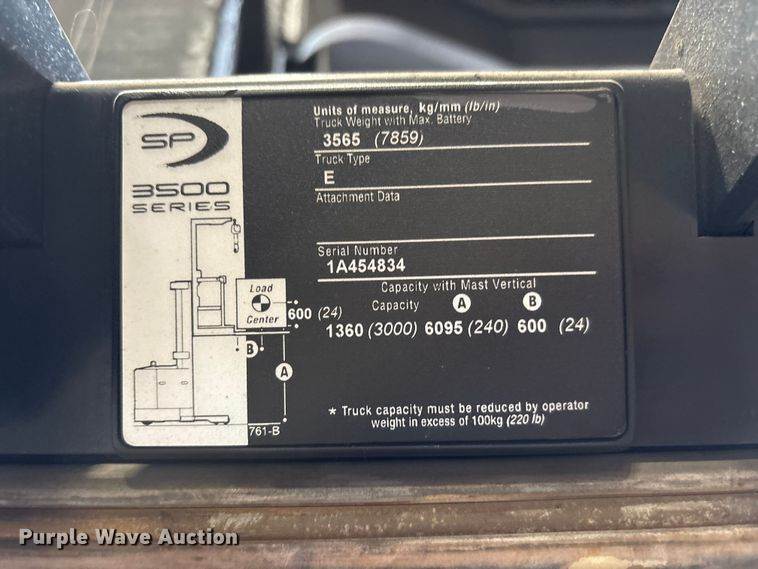 SP
3500
SERIES
Units of measure, kg/mm (lb/in)
Truck Weight with Max. Battery
3565 (7859)
Truck Type
E
Attachment Data
Serial Number
1A454834
Capacity with Mast Vertical
Capacity A B
1360 (3000) 6095 (240) 600 (24)
Load
Center
600 (24)
B
A
761-B
* Truck capacity must be reduced by operator
weight in excess of 100kg (220 lb)
Purple Wave Auction®